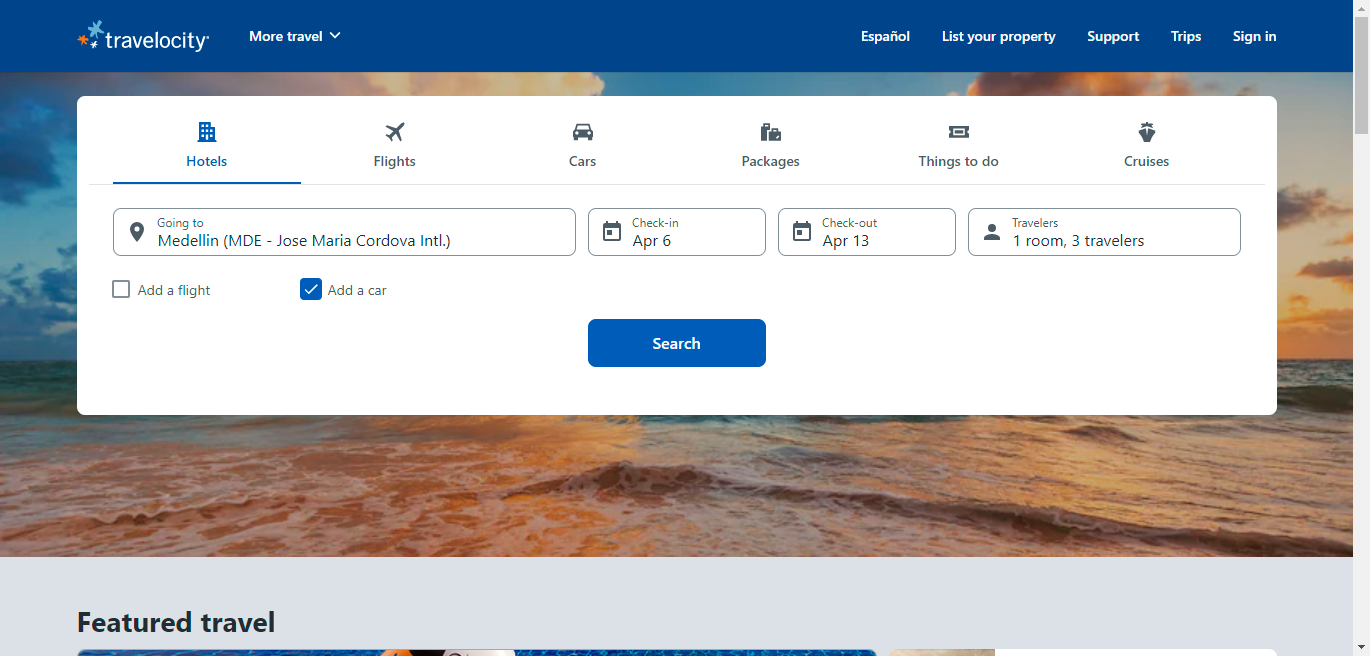 travelocity
More travel
Español
List your property
Support
Trips
Sign in
Hotels
Flights
Cars
Packages
Things to do
Cruises
Going to
Medellin (MDE - Jose Maria Cordova Intl.)
Check-in
Apr 6
Check-out
Apr 13
Travelers
1 room, 3 travelers
Add a flight
Add a car
Search
Featured travel